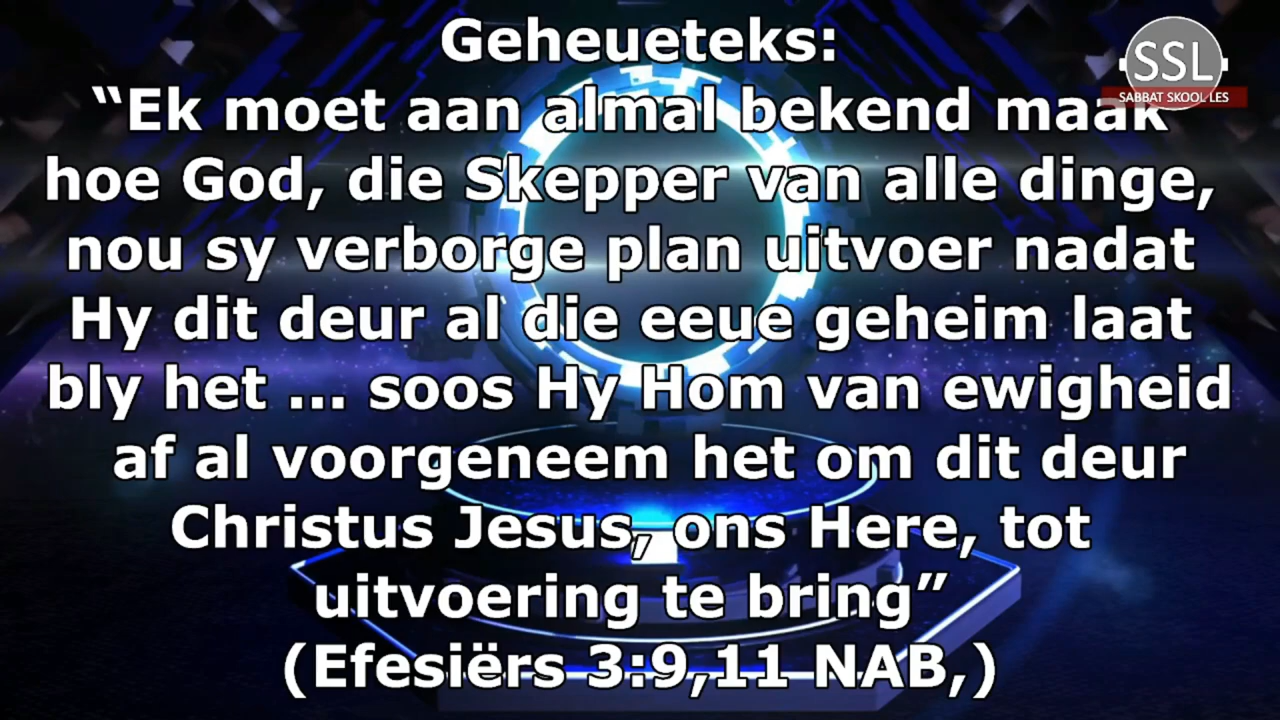 Geheueteks:
“Ek moet aan almal bekend maak
hoe God, die Skepper van alle dinge,
nou sy verborge plan uitvoer nadat
Hy dit deur al die eeue geheim laat
bly het ... soos Hy Hom van ewigheid
af al voorgeneem het om dit deur
Christus Jesus, ons Here, tot
uitvoering te bring”
(Efesiërs 3:9,11 NAB,)
SSL
SABBAT SKOOL LES